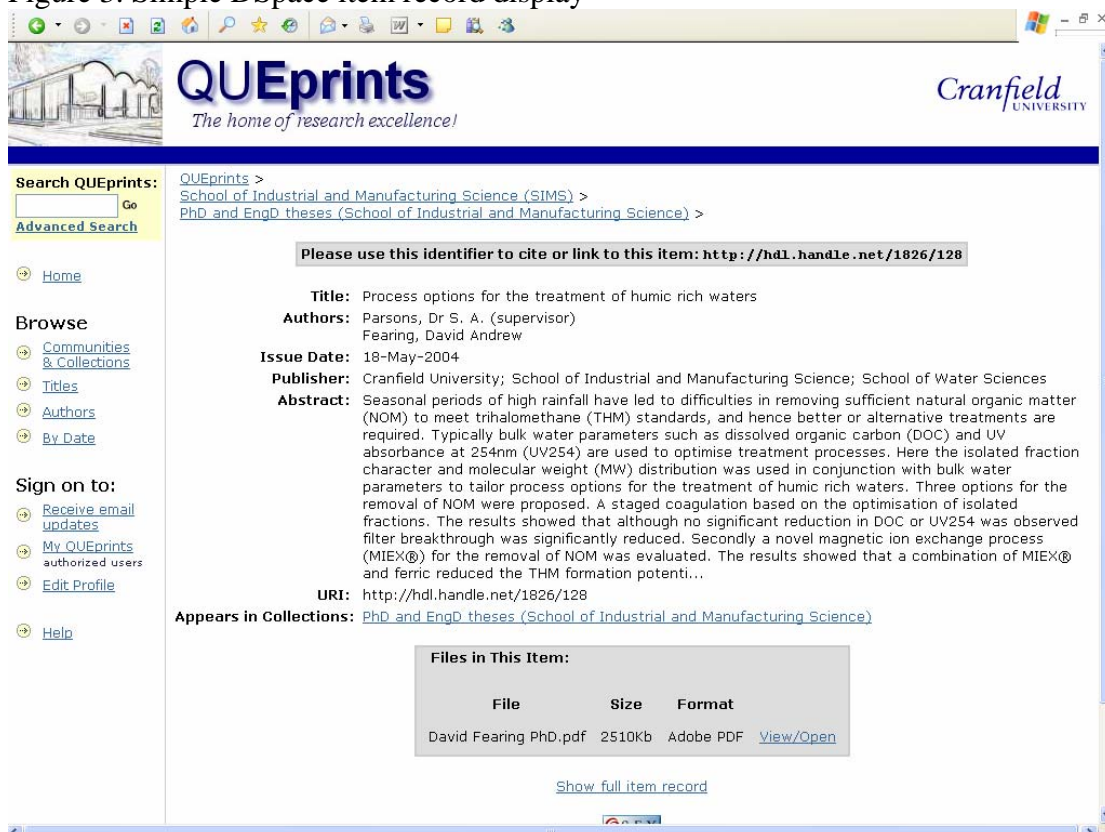 Figure 3. Simple DSpace item record display
QUEprints
The home of research excellence!
Cranfield
UNIVERSITY
Search QUEprints:
Go
Advanced Search
Home
Browse
Communities
& Collections
Titles
Authors
By Date
Sign on to:
Receive email
updates
My QUEprints
authorized users
Edit Profile
Help
QUEprints >
School of Industrial and Manufacturing Science (SIMS) >
PhD and EngD theses (School of Industrial and Manufacturing Science) >
Please use this identifier to cite or link to this item: http://hdl.handle.net/1826/128
Title: Process options for the treatment of humic rich waters
Authors: Parsons, Dr S. A. (supervisor)
Fearing, David Andrew
Issue Date: 18-May-2004
Publisher: Cranfield University; School of Industrial and Manufacturing Science; School of Water Sciences
Abstract: Seasonal periods of high rainfall have led to difficulties in removing sufficient natural organic matter
(NOM) to meet trihalomethane (THM) standards, and hence better or alternative treatments are
required. Typically bulk water parameters such as dissolved organic carbon (DOC) and UV
absorbance at 254nm (UV254) are used to optimise treatment processes. Here the isolated fraction
character and molecular weight (MW) distribution was used in conjunction with bulk water
parameters to tailor process options for the treatment of humic rich waters. Three options for the
removal of NOM were proposed. A staged coagulation based on the optimisation of isolated
fractions. The results showed that although no significant reduction in DOC or UV254 was observed
filter breakthrough was significantly reduced. Secondly a novel magnetic ion exchange process
(MIEX®) for the removal of NOM was evaluated. The results showed that a combination of MIEX®
and ferric reduced the THM formation potenti...
URI: http://hdl.handle.net/1826/128
Appears in Collections: PhD and EngD theses (School of Industrial and Manufacturing Science)
Files in This Item:
File Size Format
David Fearing PhD.pdf 2510Kb Adobe PDF View/Open
Show full item record